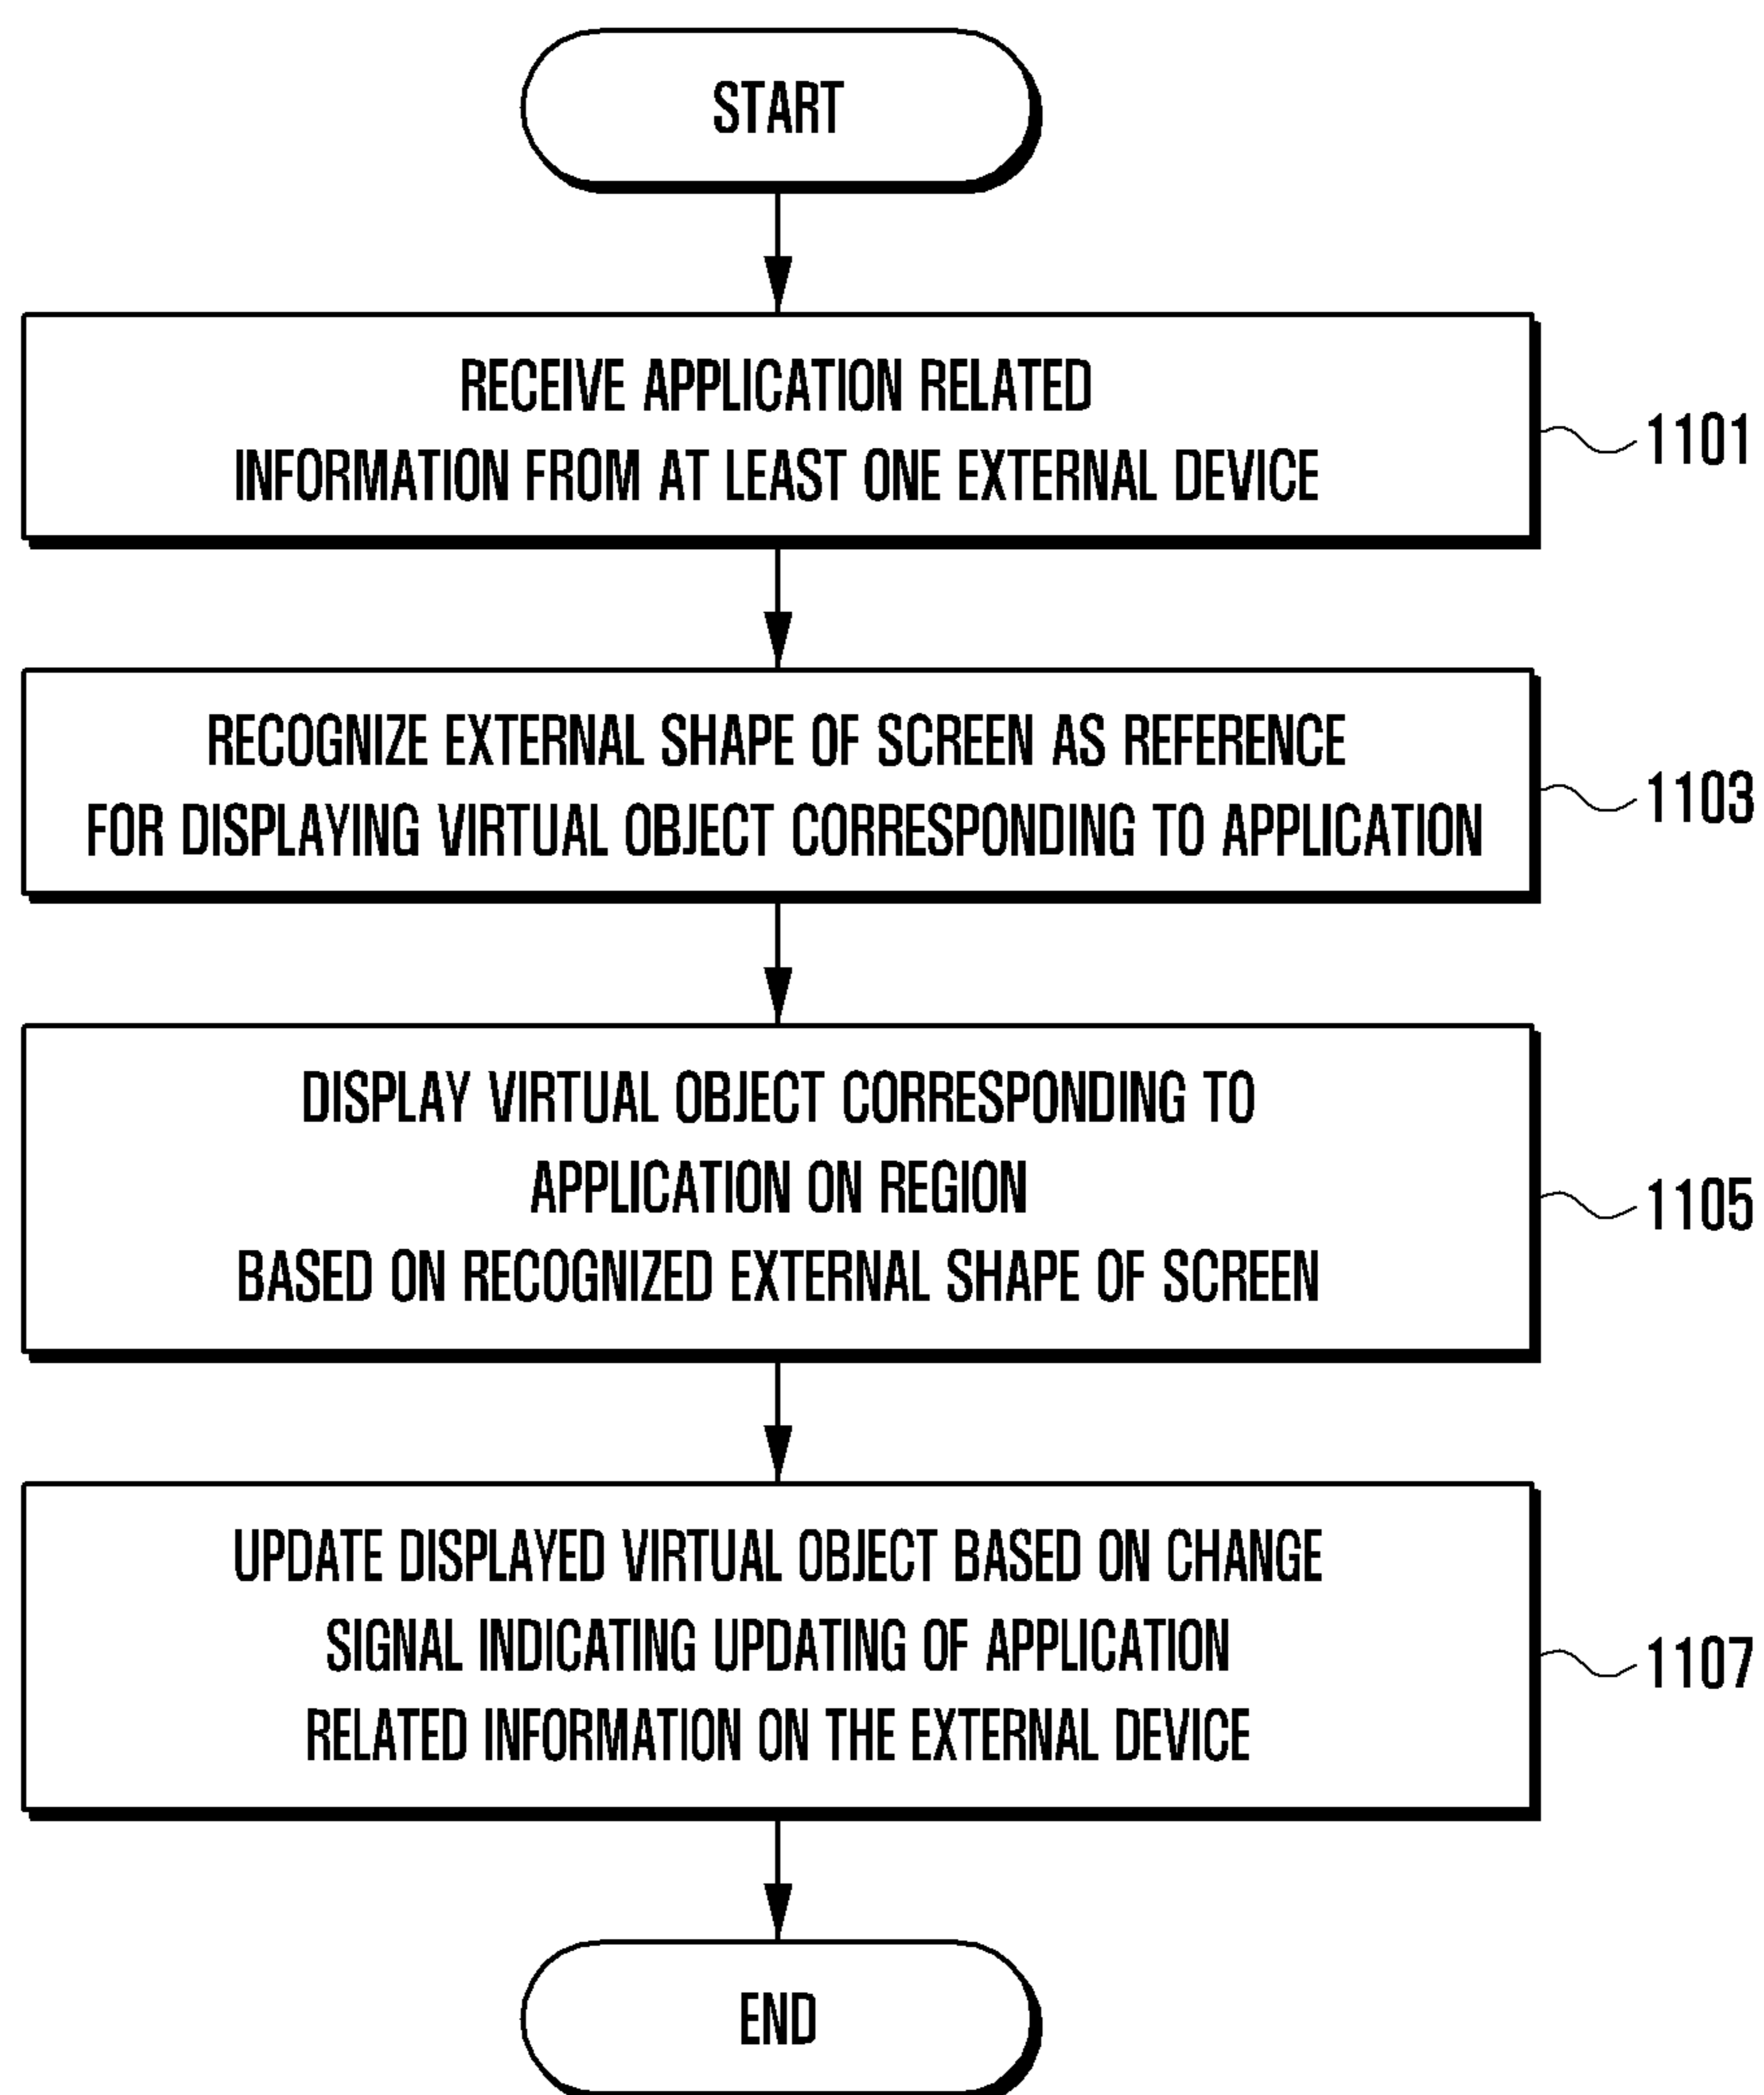 START
RECEIVE APPLICATION RELATED
INFORMATION FROM AT LEAST ONE EXTERNAL DEVICE
1101
RECOGNIZE EXTERNAL SHAPE OF SCREEN AS REFERENCE
FOR DISPLAYING VIRTUAL OBJECT CORRESPONDING TO APPLICATION
1103
DISPLAY VIRTUAL OBJECT CORRESPONDING TO
APPLICATION ON REGION
BASED ON RECOGNIZED EXTERNAL SHAPE OF SCREEN
1105
UPDATE DISPLAYED VIRTUAL OBJECT BASED ON CHANGE
SIGNAL INDICATING UPDATING OF APPLICATION
RELATED INFORMATION ON THE EXTERNAL DEVICE
1107
END